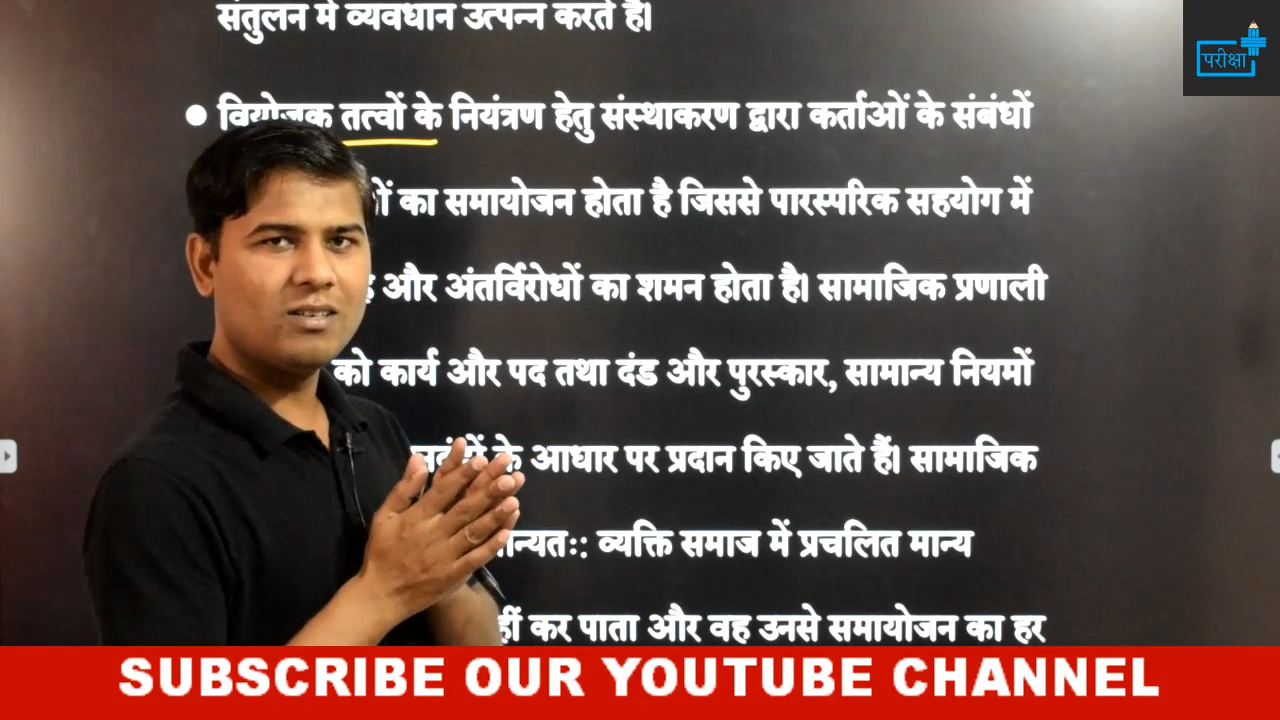 संतुलन में व्यवधान उत्पन्न करते हैं।
परीक्षा
● वियोजक तत्वों के नियंत्रण हेतु संस्थाकरण द्वारा कर्ताओं के संबंधों
का समायोजन होता है जिससे पारस्परिक सहयोग में
और अंतर्विरोधों का शमन होता है। सामाजिक प्रणाली
को कार्य और पद तथा दंड और पुरस्कार, सामान्य नियमों
के आधार पर प्रदान किए जाते हैं। सामाजिक
व्यक्ति समाज में प्रचलित मान्य
कर पाता और वह उनसे समायोजन का हर
SUBSCRIBE OUR YOUTUBE CHANNEL